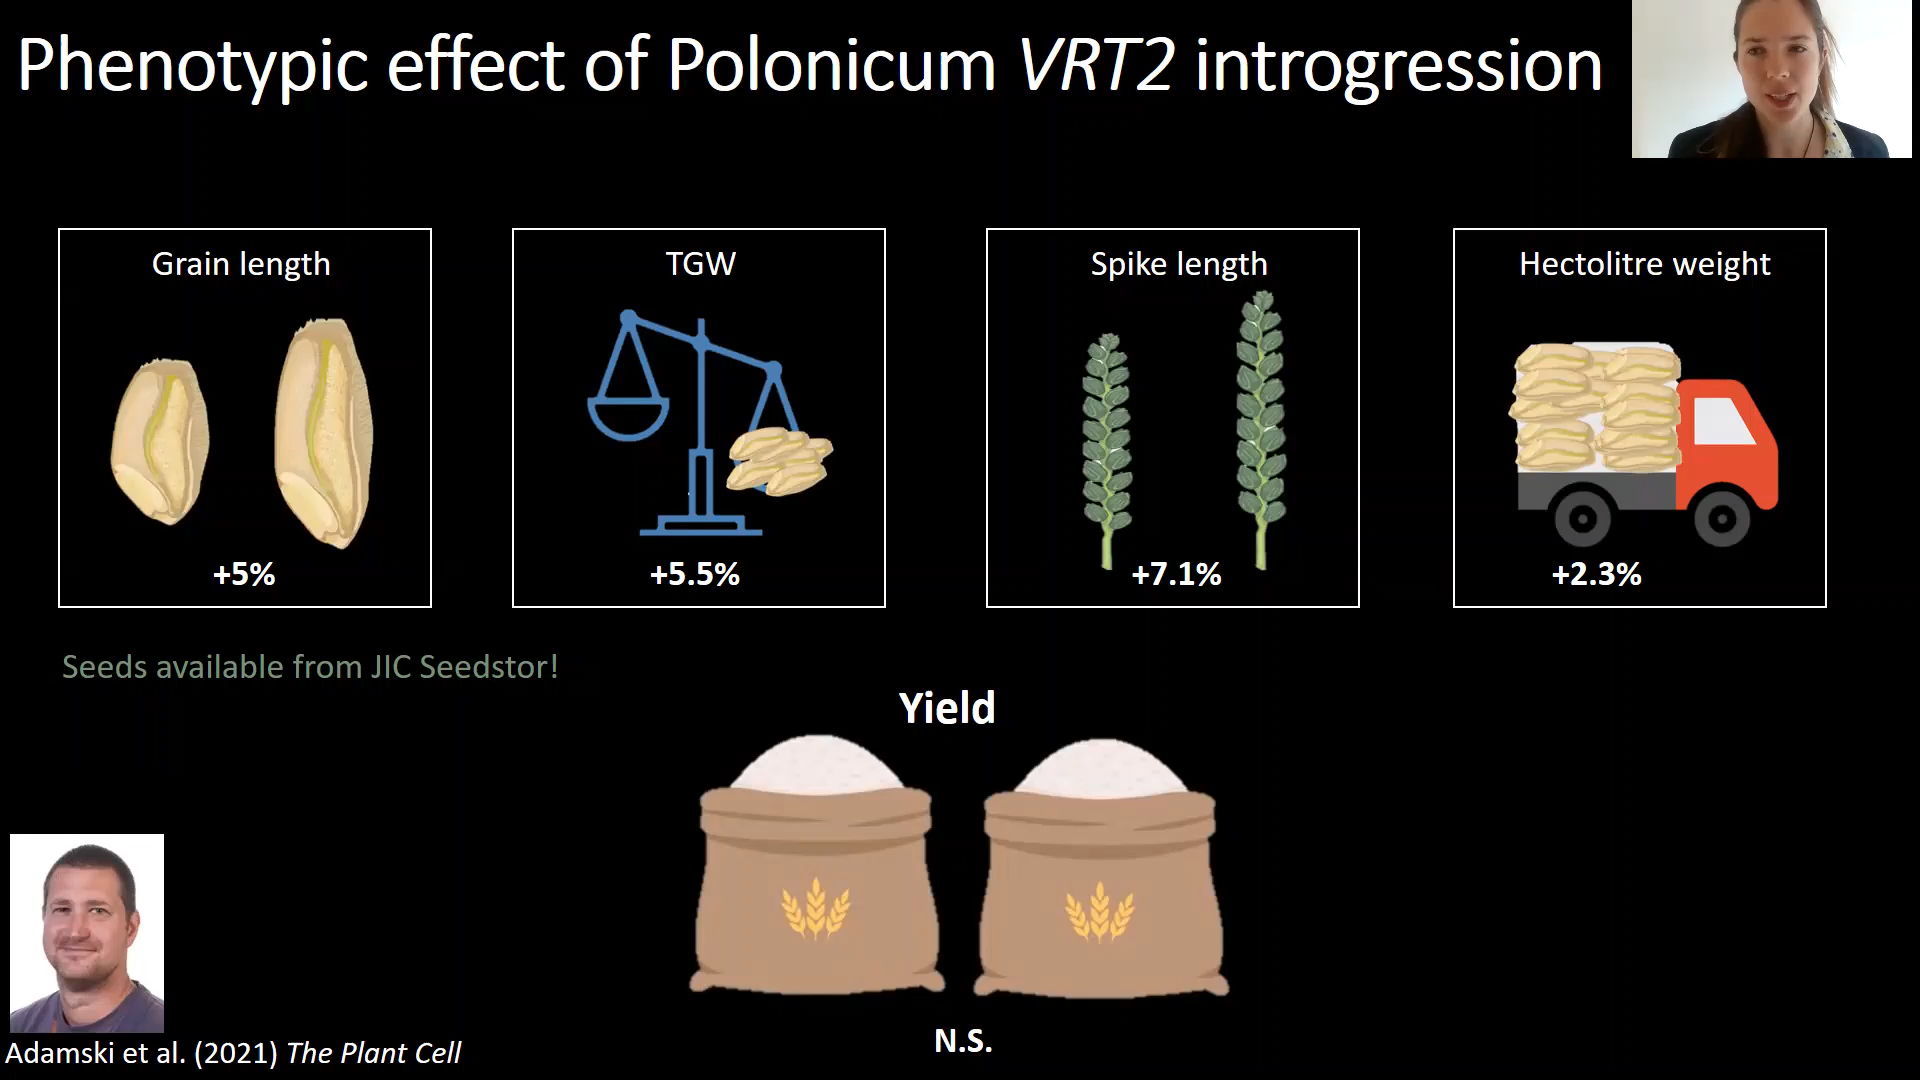 Phenotypic effect of Polonicum VRT2 introgression
Grain length
+5%
TGW
+5.5%
Spike length
+7.1%
Hectolitre weight
+2.3%
Seeds available from JIC Seedstor!
Yield
N.S.
Adamski et al. (2021) The Plant Cell